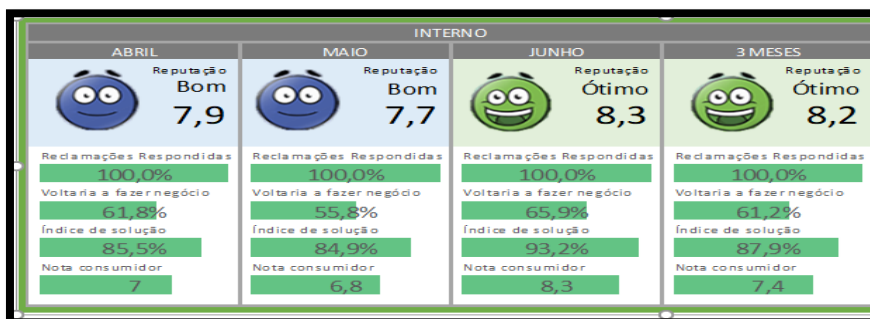 INTERNO
ABRIL
MAIO
JUNHO
3 MESES
Reputação
Bom
7,9
Reputação
Bom
7,7
Reputação
Ótimo
8,3
Reputação
Ótimo
8,2
Reclamações Respondidas
100,0%
Voltaria a fazer negócio
61,8%
Índice de solução
85,5%
Nota consumidor
7
Reclamações Respondidas
100,0%
Voltaria a fazer negócio
55,8%
Índice de solução
84,9%
Nota consumidor
6,8
Reclamações Respondidas
100,0%
Voltaria a fazer negócio
65,9%
Índice de solução
93,2%
Nota consumidor
8,3
Reclamações Respondidas
100,0%
Voltaria a fazer negócio
61,2%
Índice de solução
87,9%
Nota consumidor
7,4